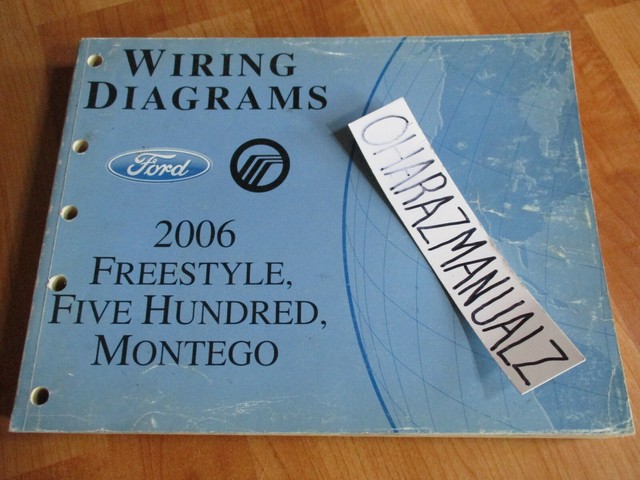 WIRING
DIAGRAMS
Ford
2006
FREESTYLE,
FIVE HUNDRED,
MONTEGO
OHARAZMANUALZ